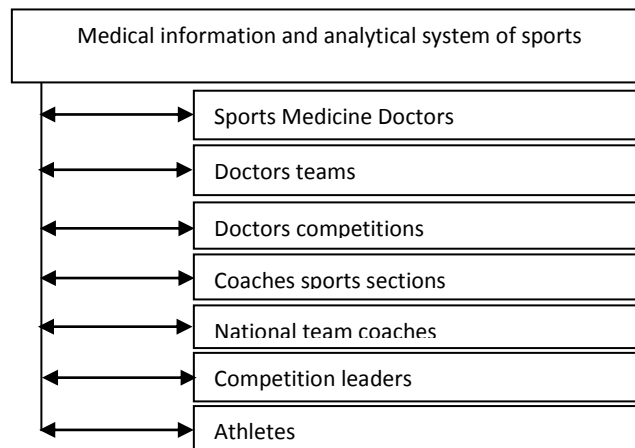 Medical information and analytical system of sports
Sports Medicine Doctors
Doctors teams
Doctors competitions
Coaches sports sections
National team coaches
Competition leaders
Athletes